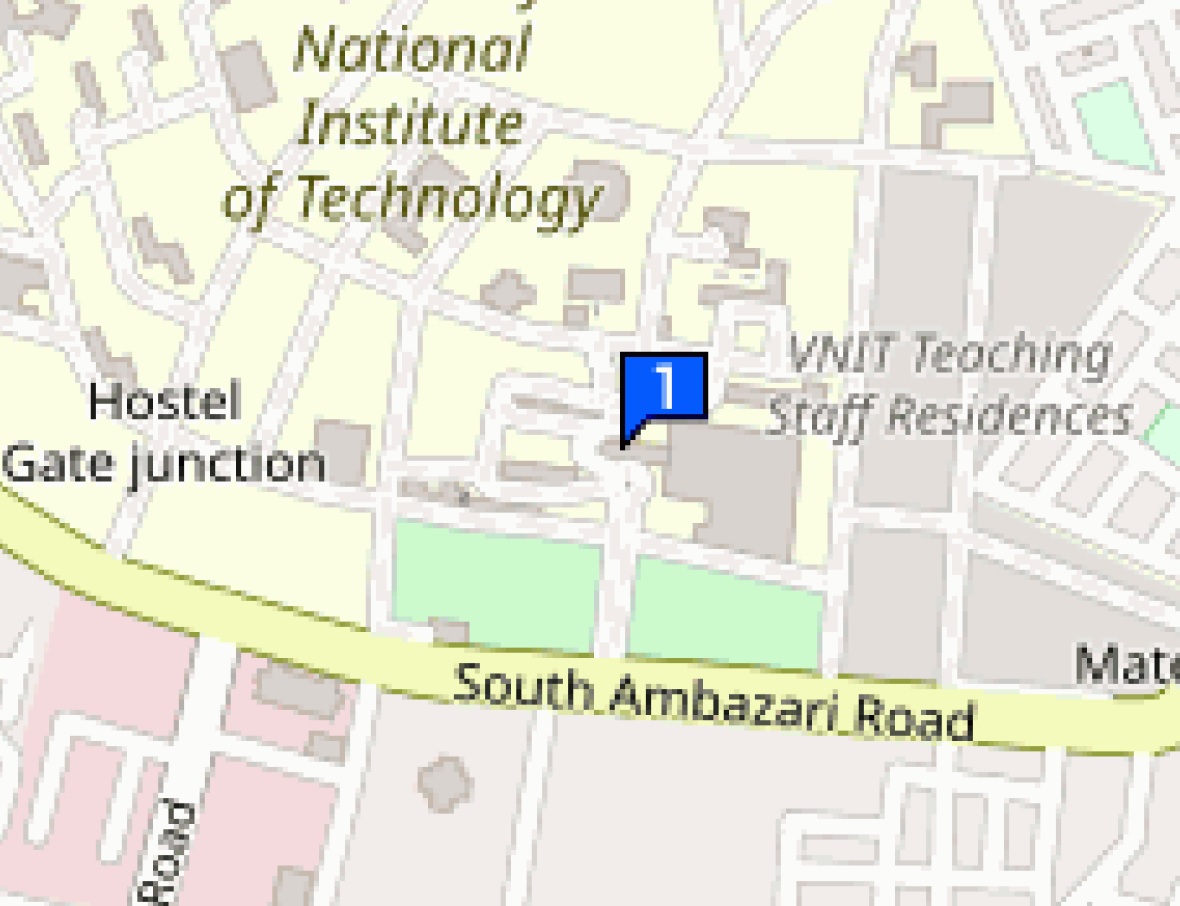 National
Institute
of Technology
1
VNIT Teaching
Staff Residences
Hostel
Gate junction
South Ambazari Road
Road